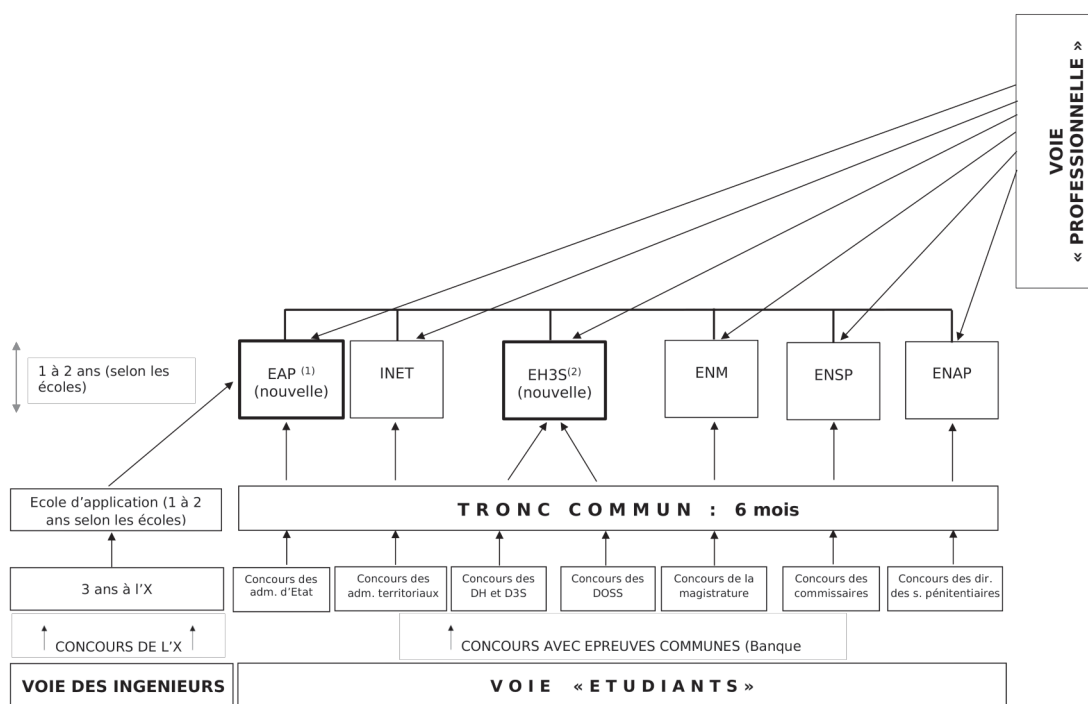 VOIE
« PROFESSIONNELLE »
1 à 2 ans (selon les
écoles)
EAP (1)
(nouvelle)
INET
EH3S(2)
(nouvelle)
ENM
ENSP
ENAP
Ecole d’application (1 à 2
ans selon les écoles)
TRONC COMMUN : 6 mois
3 ans à l’X
Concours des
adm. d’Etat
Concours des
adm. territoriaux
Concours des
DH et D3S
Concours des
DOSS
Concours de la
magistrature
Concours des
commissaires
Concours des dir.
des s. pénitentiaires
CONCOURS DE L’X
CONCOURS AVEC EPREUVES COMMUNES (Banque
VOIE DES INGENIEURS
VOIE «ETUDIANTS»